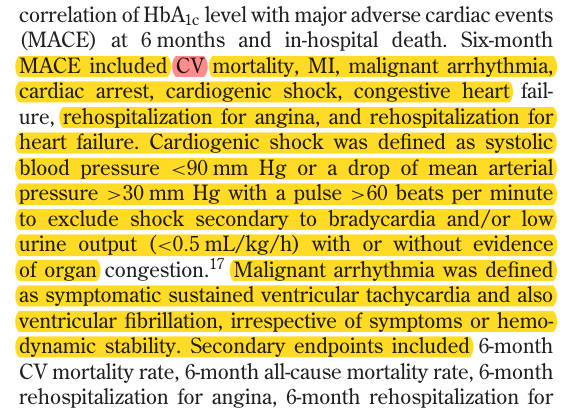 correlation of HbA1c level with major adverse cardiac events
(MACE) at 6 months and in-hospital death. Six-month
MACE included CV mortality, MI, malignant arrhythmia,
cardiac arrest, cardiogenic shock, congestive heart fail-
ure, rehospitalization for angina, and rehospitalization for
heart failure. Cardiogenic shock was defined as systolic
blood pressure <90 mm Hg or a drop of mean arterial
pressure >30 mm Hg with a pulse >60 beats per minute
to exclude shock secondary to bradycardia and/or low
urine output (<0.5 mL/kg/h) with or without evidence
of organ congestion.17 Malignant arrhythmia was defined
as symptomatic sustained ventricular tachycardia and also
ventricular fibrillation, irrespective of symptoms or hemo-
dynamic stability. Secondary endpoints included 6-month
CV mortality rate, 6-month all-cause mortality rate, 6-month
rehospitalization for angina, 6-month rehospitalization for